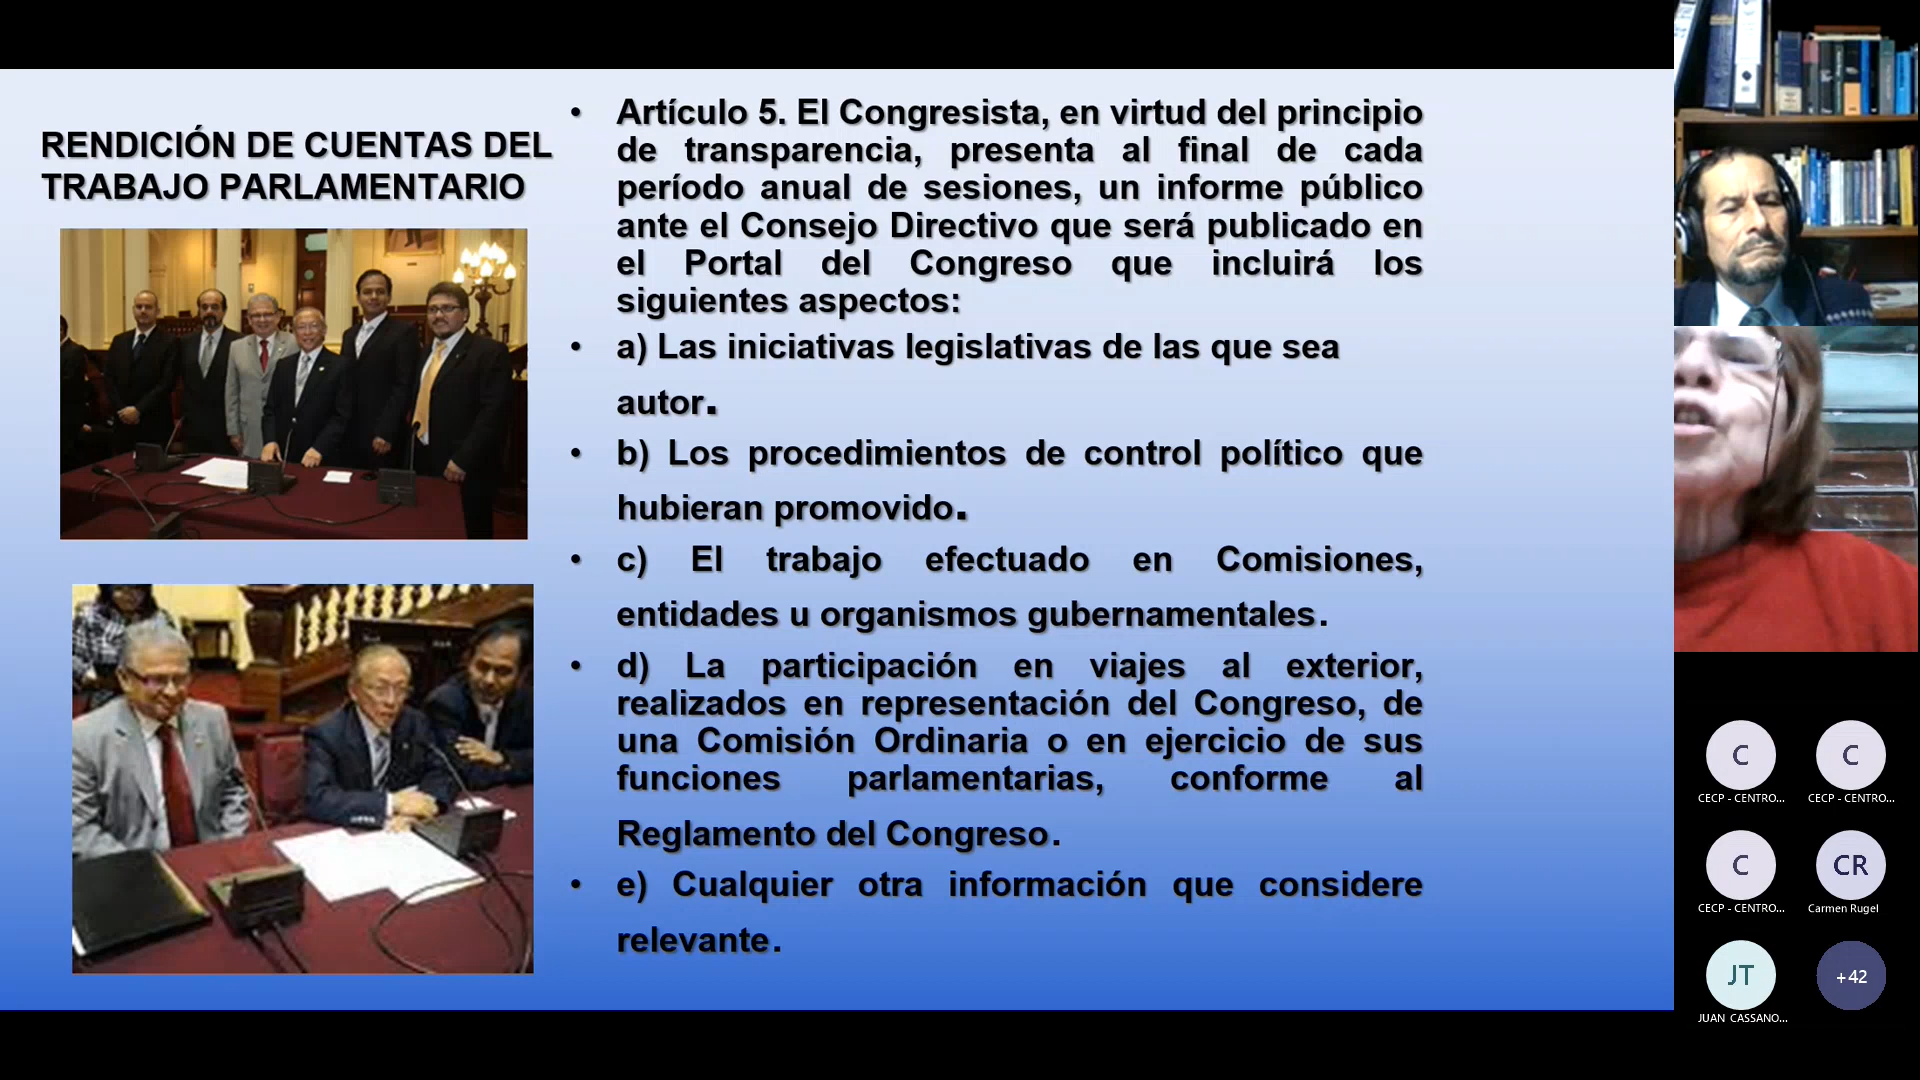 RENDICIÓN DE CUENTAS DEL
TRABAJO PARLAMENTARIO
• Artículo 5. El Congresista, en virtud del principio
de transparencia, presenta al final de cada
período anual de sesiones, un informe público
ante el Consejo Directivo que será publicado en
el Portal del Congreso que incluirá los
siguientes aspectos:
• a) Las iniciativas legislativas de las que sea
autor.
• b) Los procedimientos de control político que
hubieran promovido.
• c) El trabajo efectuado en Comisiones,
entidades u organismos gubernamentales.
• d) La participación en viajes al exterior,
realizados en representación del Congreso, de
una Comisión Ordinaria o en ejercicio de sus
funciones parlamentarias, conforme al
Reglamento del Congreso.
• e) Cualquier otra información que considere
relevante.
C
CECP - CENTRO...
C
CECP - CENTRO...
C
CECP - CENTRO...
CR
Carmen Rugel
JT
JUAN CASSANO...
+42